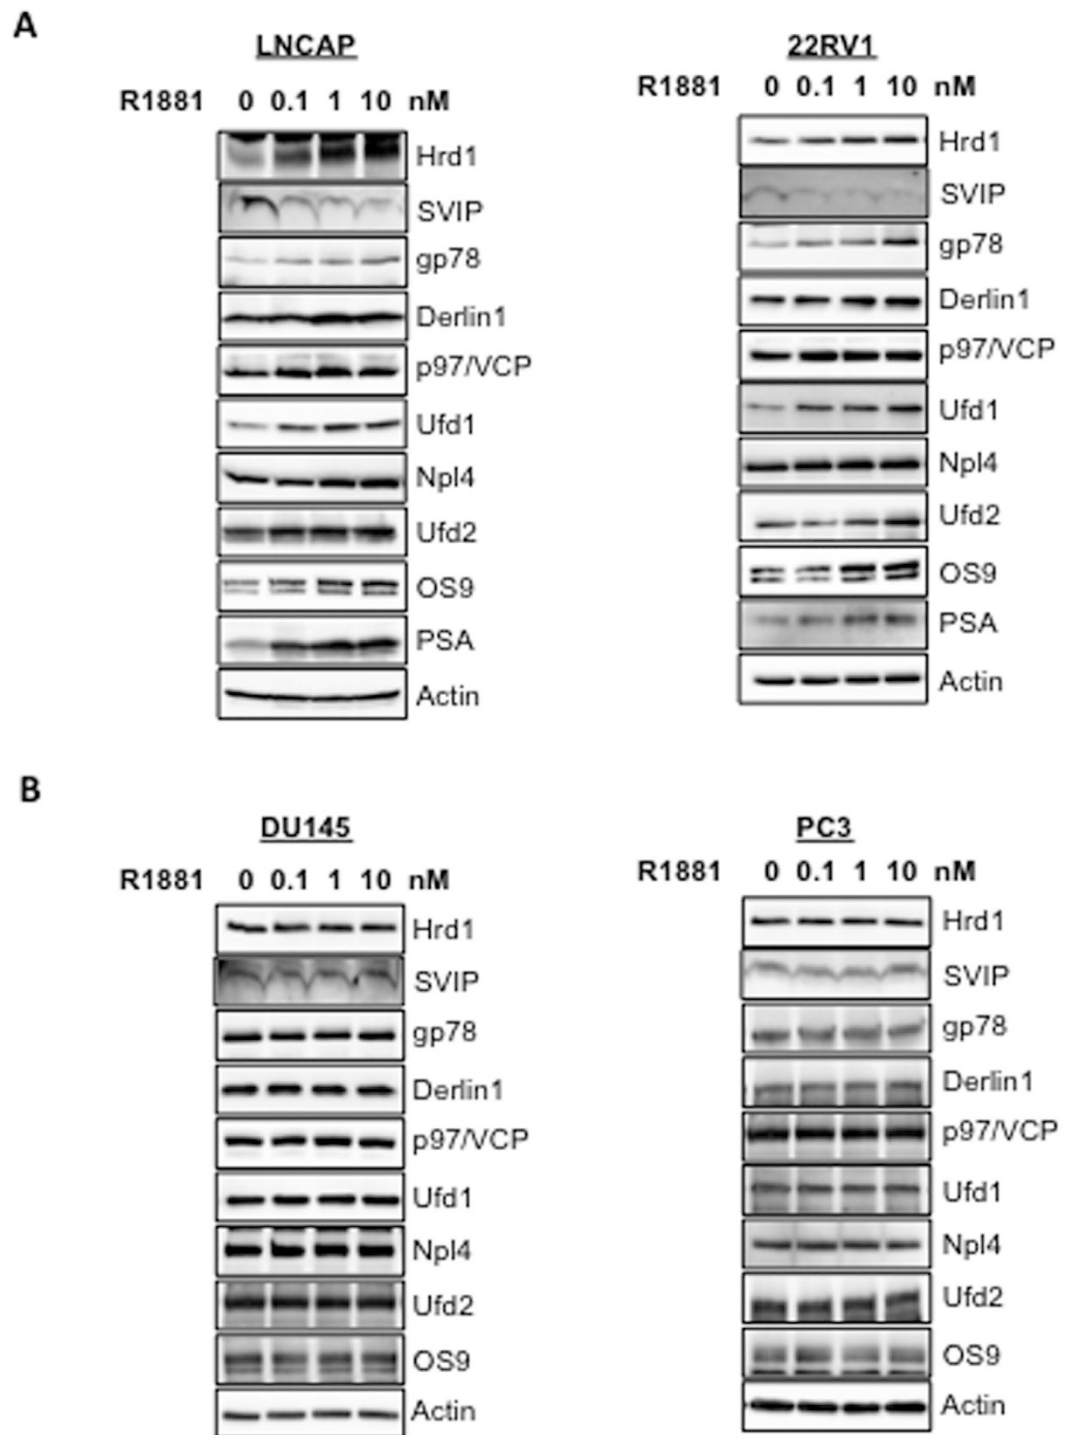 A
LNCAP
R1881 0 0.1 1 10 nM
Hrd1
SVIP
gp78
Derlin1
p97/VCP
Ufd1
Npl4
Ufd2
OS9
PSA
Actin
22RV1
R1881 0 0.1 1 10 nM
Hrd1
SVIP
gp78
Derlin1
p97/VCP
Ufd1
Npl4
Ufd2
OS9
PSA
Actin
B
DU145
R1881 0 0.1 1 10 nM
Hrd1
SVIP
gp78
Derlin1
p97/VCP
Ufd1
Npl4
Ufd2
OS9
Actin
PC3
R1881 0 0.1 1 10 nM
Hrd1
SVIP
gp78
Derlin1
p97/VCP
Ufd1
Npl4
Ufd2
OS9
Actin